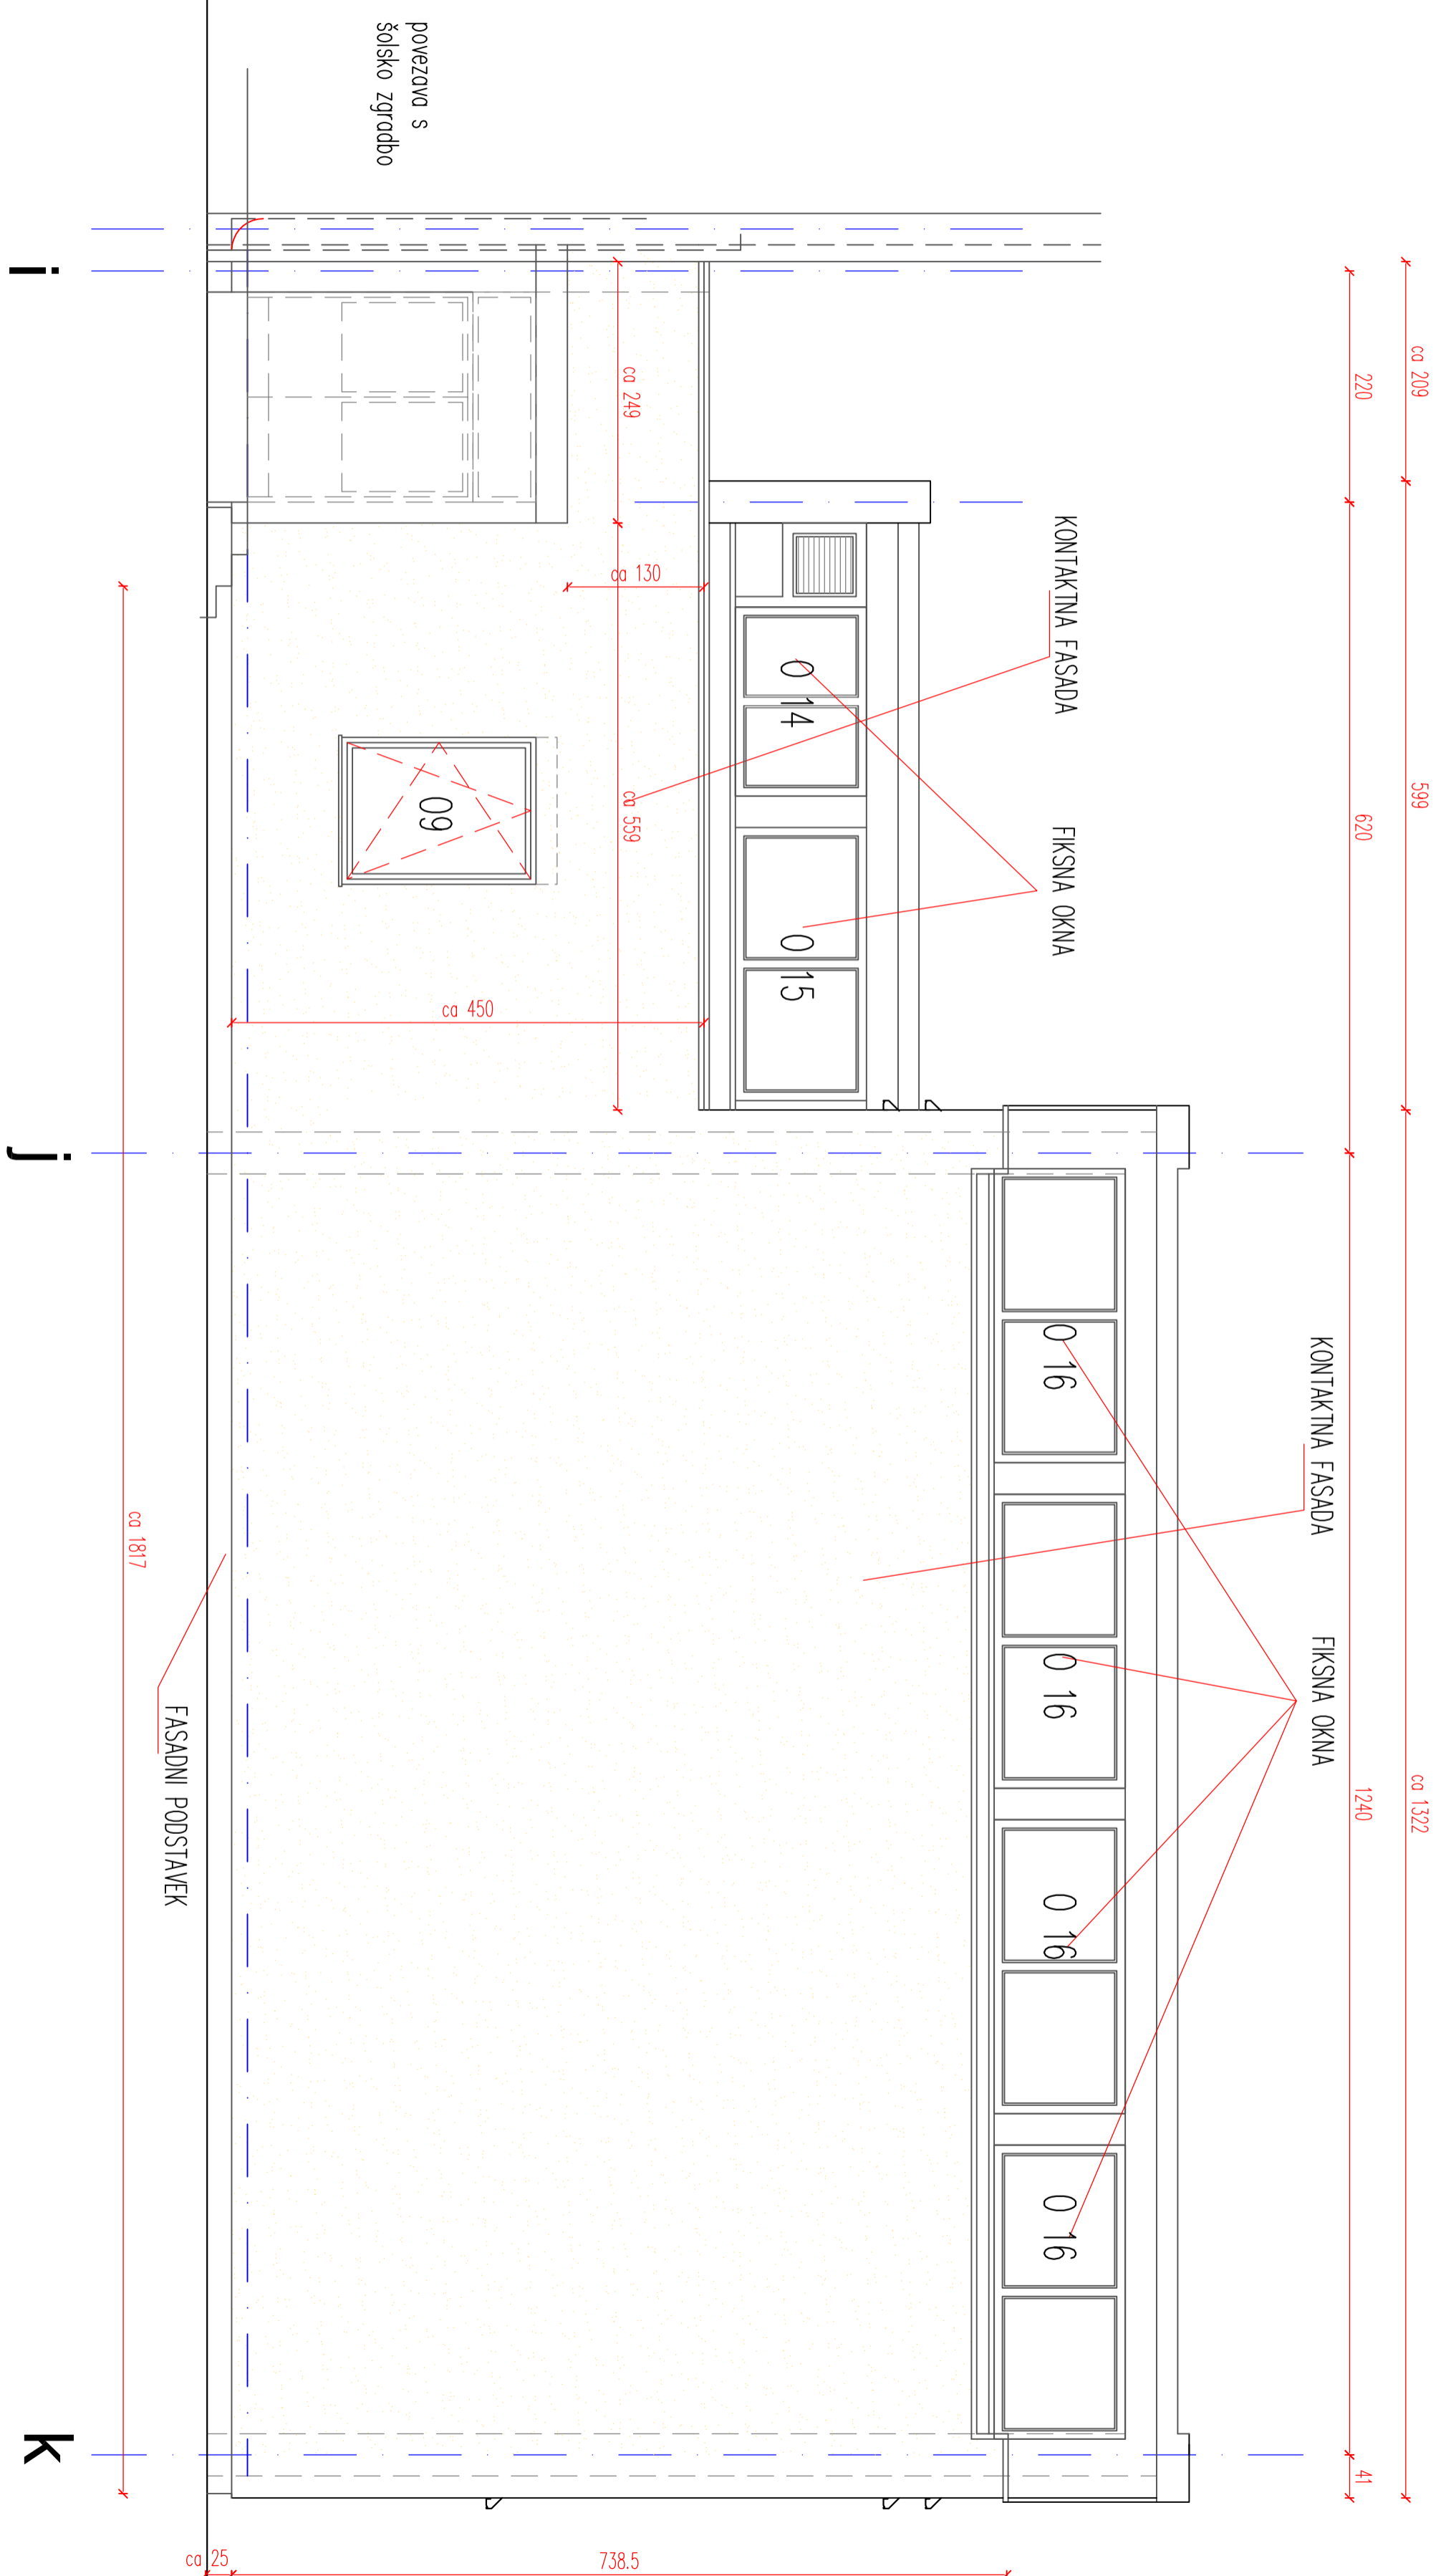 ca 209
599
ca 1322
220
620
1240
41
KONTAKTNA FASADA
FIKSNA OKNA
KONTAKTNA FASADA
FIKSNA OKNA
O 14
O 15
O 16
O 16
O 16
O 16
ca 249
ca 130
ca 559
ca 450
O9
povezava s
šolsko zgradbo
738.5
ca 25
FASADNI PODSTAVEK
ca 1817
i
j
k